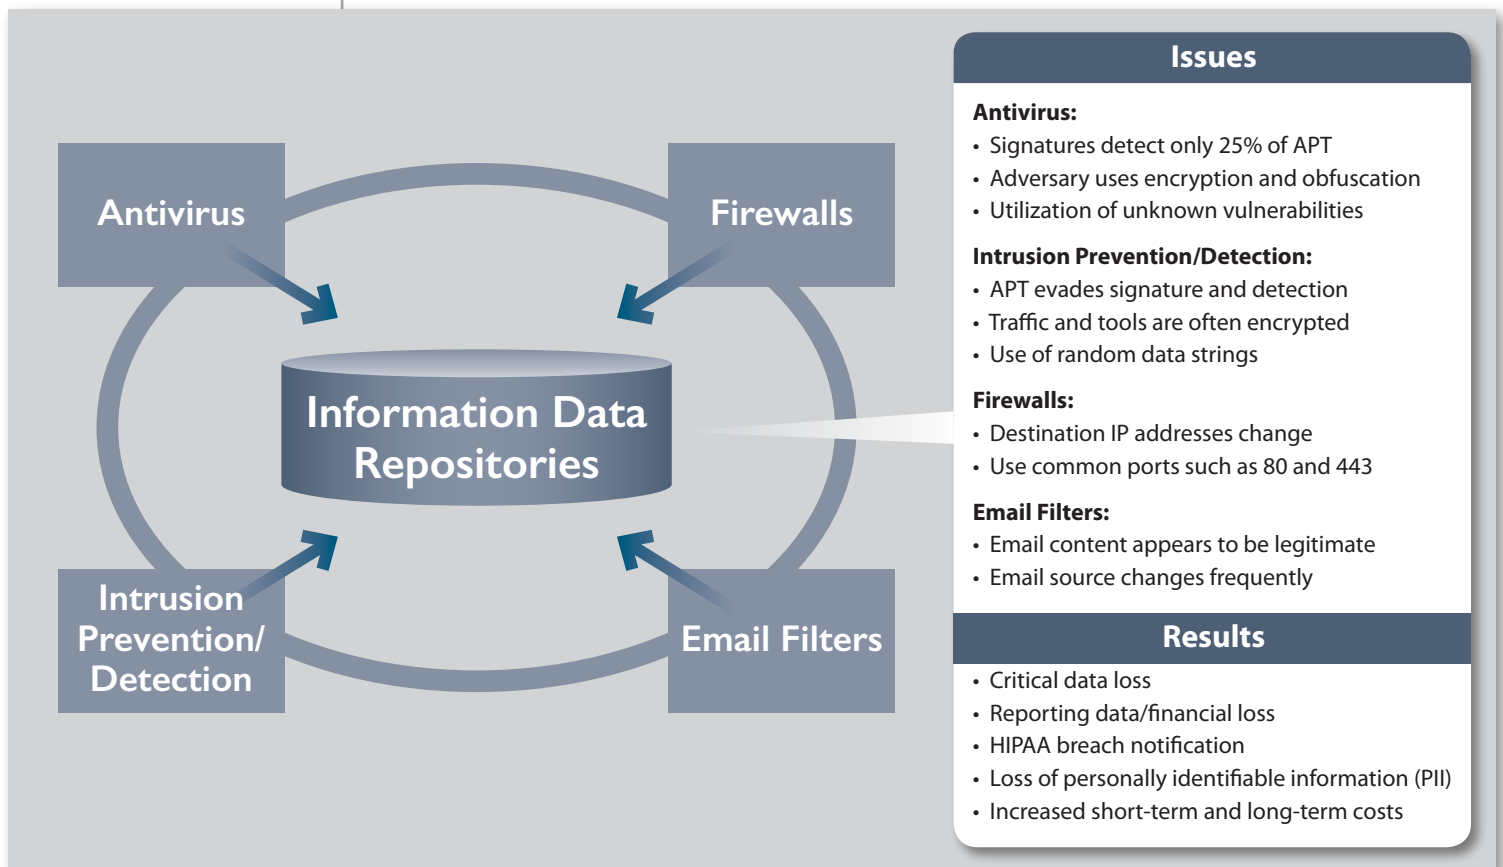 Antivirus
Firewalls
Information Data
Repositories
Intrusion
Prevention/
Detection
Email Filters
Issues
Antivirus:
• Signatures detect only 25% of APT
• Adversary uses encryption and obfuscation
• Utilization of unknown vulnerabilities
Intrusion Prevention/Detection:
• APT evades signature and detection
• Traffic and tools are often encrypted
• Use of random data strings
Firewalls:
• Destination IP addresses change
• Use common ports such as 80 and 443
Email Filters:
• Email content appears to be legitimate
• Email source changes frequently
Results
• Critical data loss
• Reporting data/financial loss
• HIPAA breach notification
• Loss of personally identifiable information (PII)
• Increased short-term and long-term costs